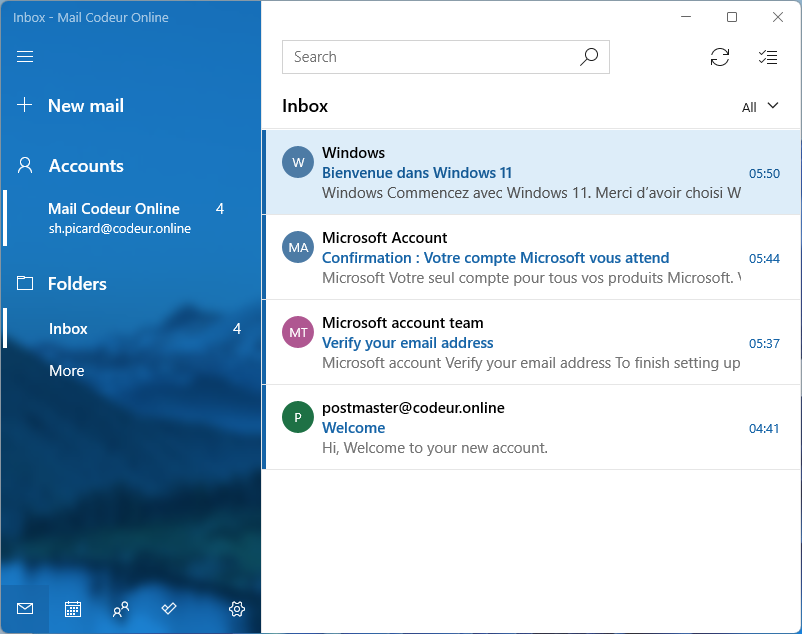 Inbox - Mail Codeur Online
New mail
Accounts
Mail Codeur Online 4
sh.picard@codeur.online
Folders
Inbox 4
More
Search
Inbox
All
W
Windows
Bienvenue dans Windows 11
05:50
Windows Commencez avec Windows 11. Merci d’avoir choisi W
MA
Microsoft Account
Confirmation : Votre compte Microsoft vous attend
05:44
Microsoft Votre seul compte pour tous vos produits Microsoft.
MT
Microsoft account team
Verify your email address
05:37
Microsoft account Verify your email address To finish setting up
P
postmaster@codeur.online
Welcome
04:41
Hi, Welcome to your new account.